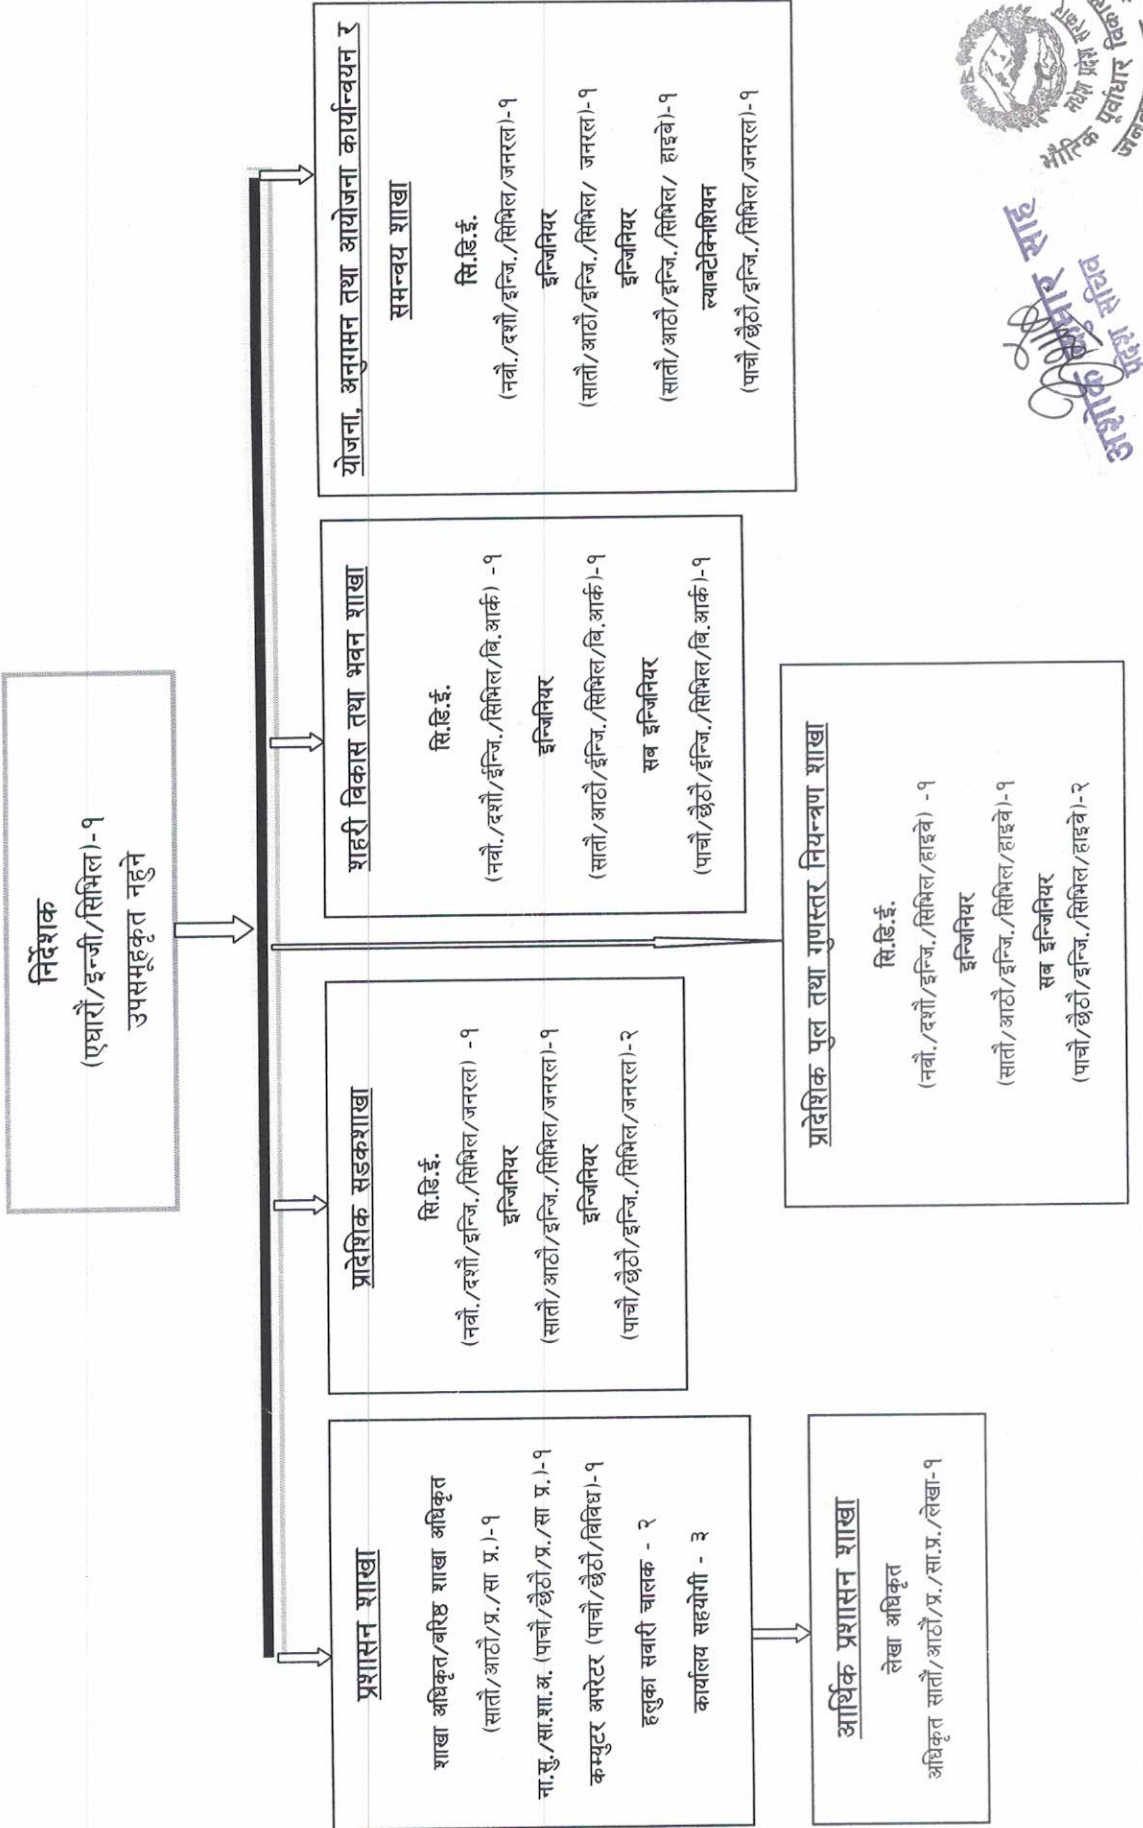 निर्देशक
(एघारौं/इन्जी/सिभिल)-१
उपसमूहकृत नहुने
प्रशासन शाखा
शाखा अधिकृत/बरिष्ठ शाखा अधिकृत
(सातौ/आठौ/प्र./सा प्र.)-१
ना.सु./सा.शा.अ. (पाचौ/छैठौ/प्र./सा प्र.)-१
कम्युटर अपरेटर (पाचौ/छैठौ/विविध)-१
हलुका सवारी चालक - २
कार्यालय सहयोगी - ३
आर्थिक प्रशासन शाखा
लेखा अधिकृत
अधिकृत सातौं/आठौं/प्र./सा.प्र./लेखा-१
प्रादेशिक सडकशाखा
सि.डि.ई.
(नवौ./दशौ/इन्जि./सिभिल/जनरल) -१
इन्जिनियर
(सातौ/आठौ/इन्जि./सिभिल/जनरल)-१
इन्जिनियर
(पाचौ/छैठौ/इन्जि./सिभिल/जनरल)-२
शहरी विकास तथा भवन शाखा
सि.डि.ई.
(नवौ./दशौ/ईन्जि./सिभिल/बि.आर्क) -१
इन्जिनियर
(सातौ/आठौ/ईन्जि./सिभिल/बि.आर्क)-१
सब इन्जिनियर
(पाचौ/छैठौ/ईन्जि./सिभिल/बि.आर्क)-१
प्रादेशिक पुल तथा गुणस्तर नियन्त्रण शाखा
सि.डि.ई.
(नवौ./दशौ/इन्जि./सिभिल/हाइवे) -१
इन्जिनियर
(सातौ/आठौ/इन्जि./सिभिल/हाइवे)-१
सब इन्जिनियर
(पाचौ/छैठौ/इन्जि./सिभिल/हाइवे)-२
योजना, अनुगमन तथा आयोजना कार्यान्वयन र
समन्वय शाखा
सि.डि.ई.
(नवौ./दशौ/इन्जि./सिभिल/जनरल)-१
इन्जिनियर
(सातौ/आठौ/इन्जि./सिभिल/ जनरल)-१
इन्जिनियर
(सातौ/आठौ/इन्जि./सिभिल/ हाइवे)-१
ल्याबटेक्निशियन
(पाचौ/छैठौ/इन्जि./सिभिल/जनरल)-१
अशोक कुमार साह
प्रदेश सचिव
मधेश प्रदेश सरकार
भौतिक पूर्वाधार विकास